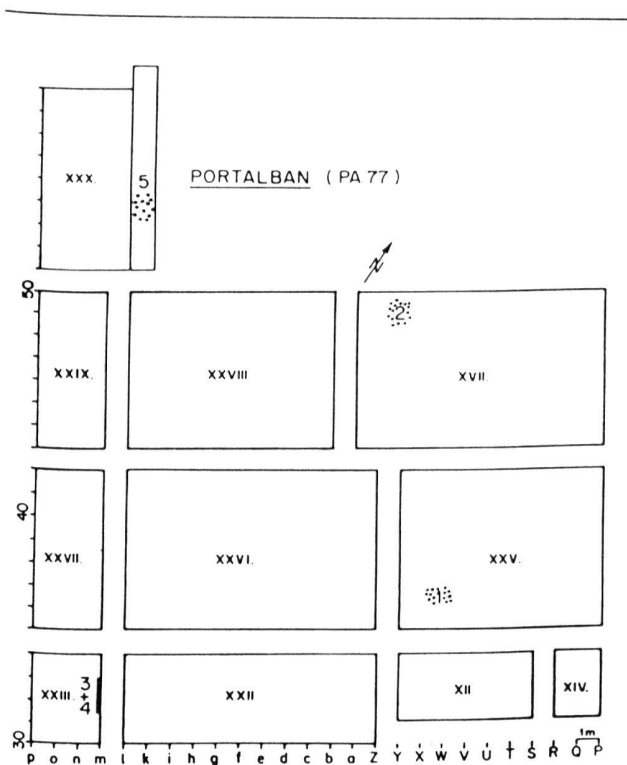 XXX.
5
PORTALBAN (PA 77)
N
50
2
XXIX.
XXVIII
XVII.
40
XXVII.
XXVI.
XXV.
1
3
+
4
XXIII.
XXII
XII
XIV.
30
1m
p o n m l k i h g f e d c b a Z Y X W V U T S R Q P